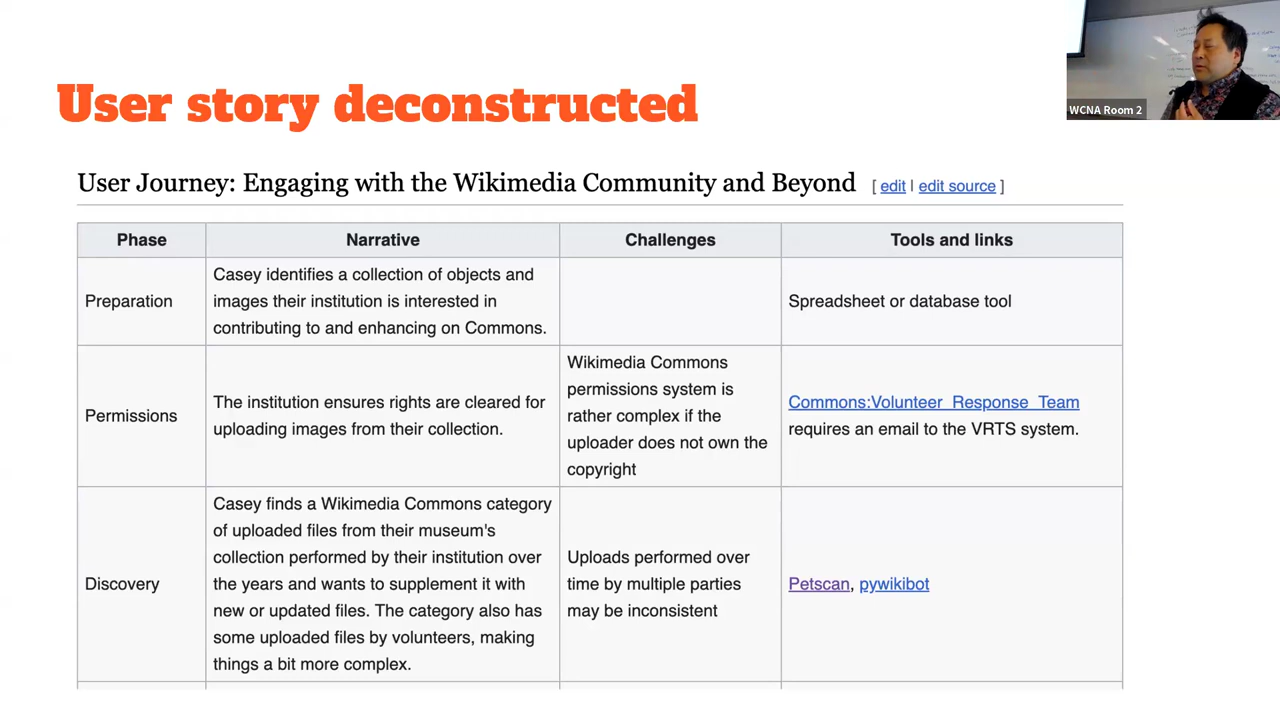 User story deconstructed
WCNA Room 2
User Journey: Engaging with the Wikimedia Community and Beyond [ edit | edit source ]
Phase Narrative Challenges Tools and links
Preparation
Casey identifies a collection of objects and
images their institution is interested in
contributing to and enhancing on Commons.
Spreadsheet or database tool
Permissions
The institution ensures rights are cleared for
uploading images from their collection.
Wikimedia Commons
permissions system is
rather complex if the
uploader does not own the
copyright
Commons:Volunteer_Response_Team
requires an email to the VRTS system.
Discovery
Casey finds a Wikimedia Commons category
of uploaded files from their museum's
collection performed by their institution over
the years and wants to supplement it with
new or updated files. The category also has
some uploaded files by volunteers, making
things a bit more complex.
Uploads performed over
time by multiple parties
may be inconsistent
Petscan, pywikibot